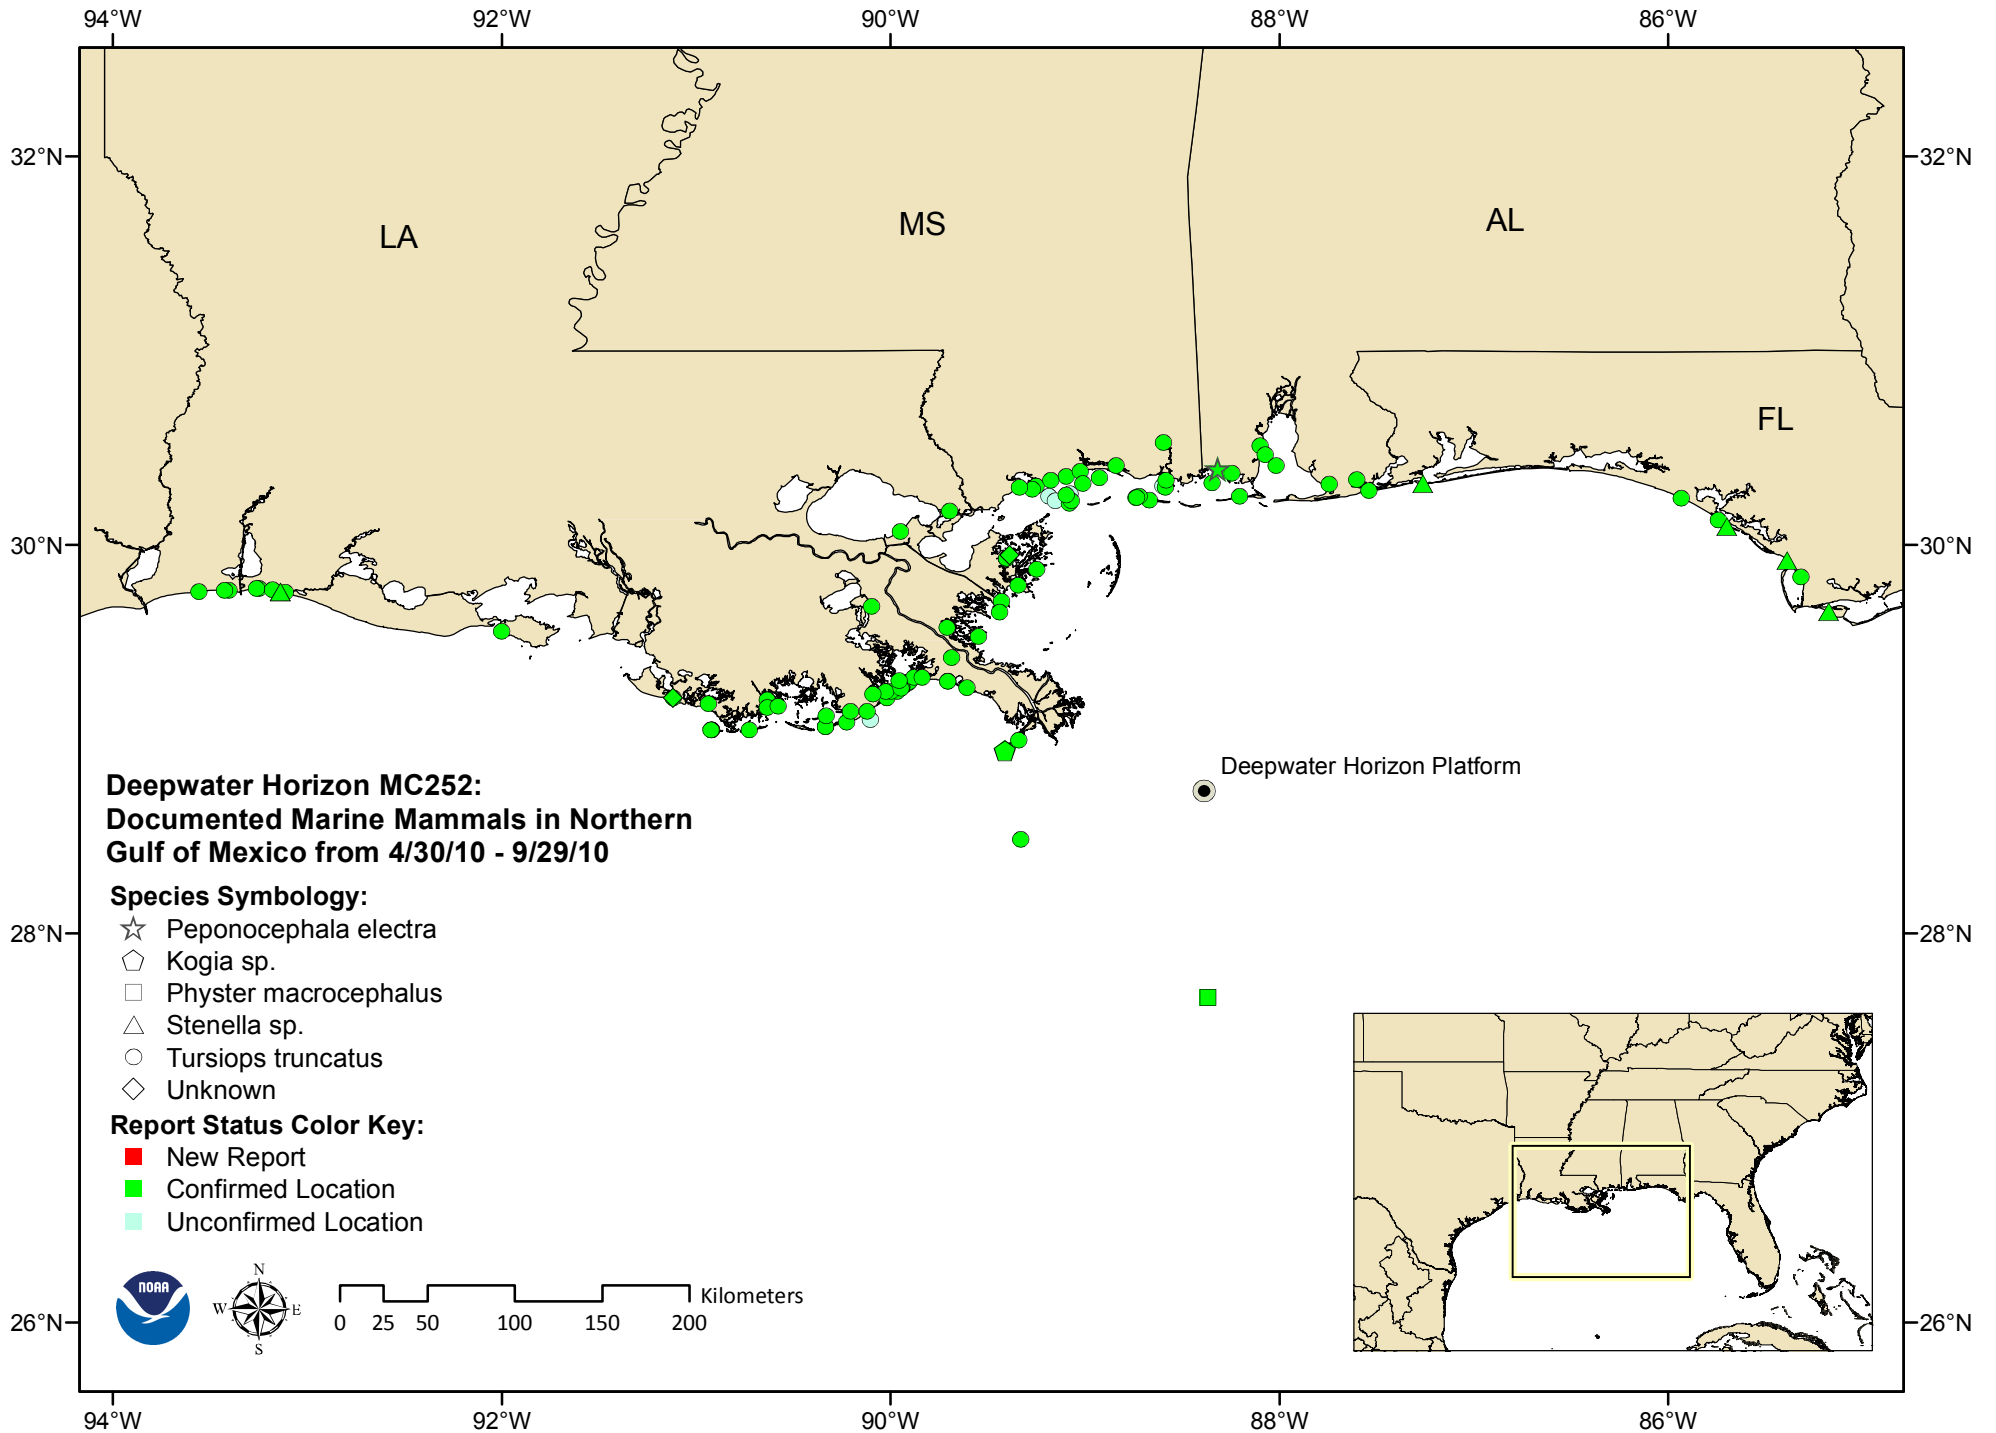 94°W 92°W 90°W 88°W 86°W
32°N 32°N
LA MS AL
FL
30°N 30°N
Deepwater Horizon Platform
Deepwater Horizon MC252:
Documented Marine Mammals in Northern
Gulf of Mexico from 4/30/10 - 9/29/10
Species Symbology:
28°N 28°N
Peponocephala electra
Kogia sp.
Physter macrocephalus
Stenella sp.
Tursiops truncatus
Unknown
Report Status Color Key:
New Report
Confirmed Location
Unconfirmed Location
NOAA
N
W E
S
Kilometers
0 25 50 100 150 200
26°N 26°N
94°W 92°W 90°W 88°W 86°W